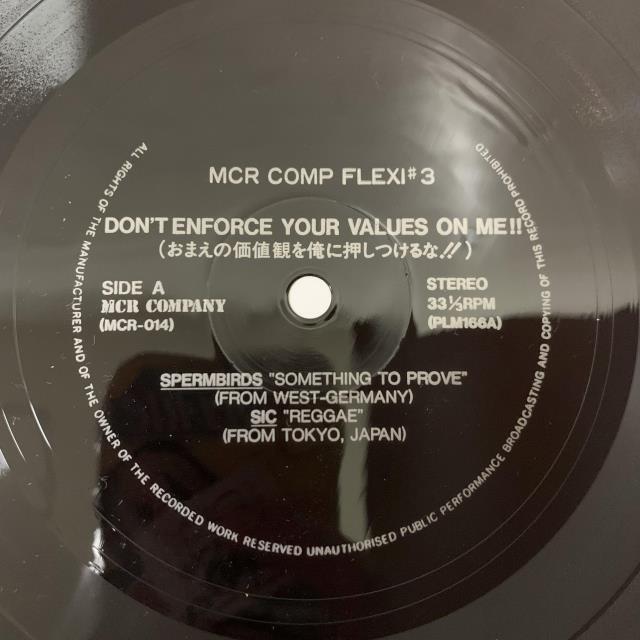 MCR COMP FLEXI#3
DON'T ENFORCE YOUR VALUES ON ME!!
(おまえの価値観を俺に押しつけるな!!)
SIDE A
MCR COMPANY
(MCR-014)
STEREO
33 ⅓RPM
(PLM166A)
SPERMBIRDS "SOMETHING TO PROVE"
(FROM WEST-GERMANY)
SIC "REGGAE"
(FROM TOKYO, JAPAN)
ALL RIGHTS OF THE MANUFACTURER AND OF THE OWNER OF THE RECORDED WORK RESERVED UNAUTHORISED PUBLIC PERFORMANCE BROADCASTING AND COPYING OF THIS RECORD PROHIBITED